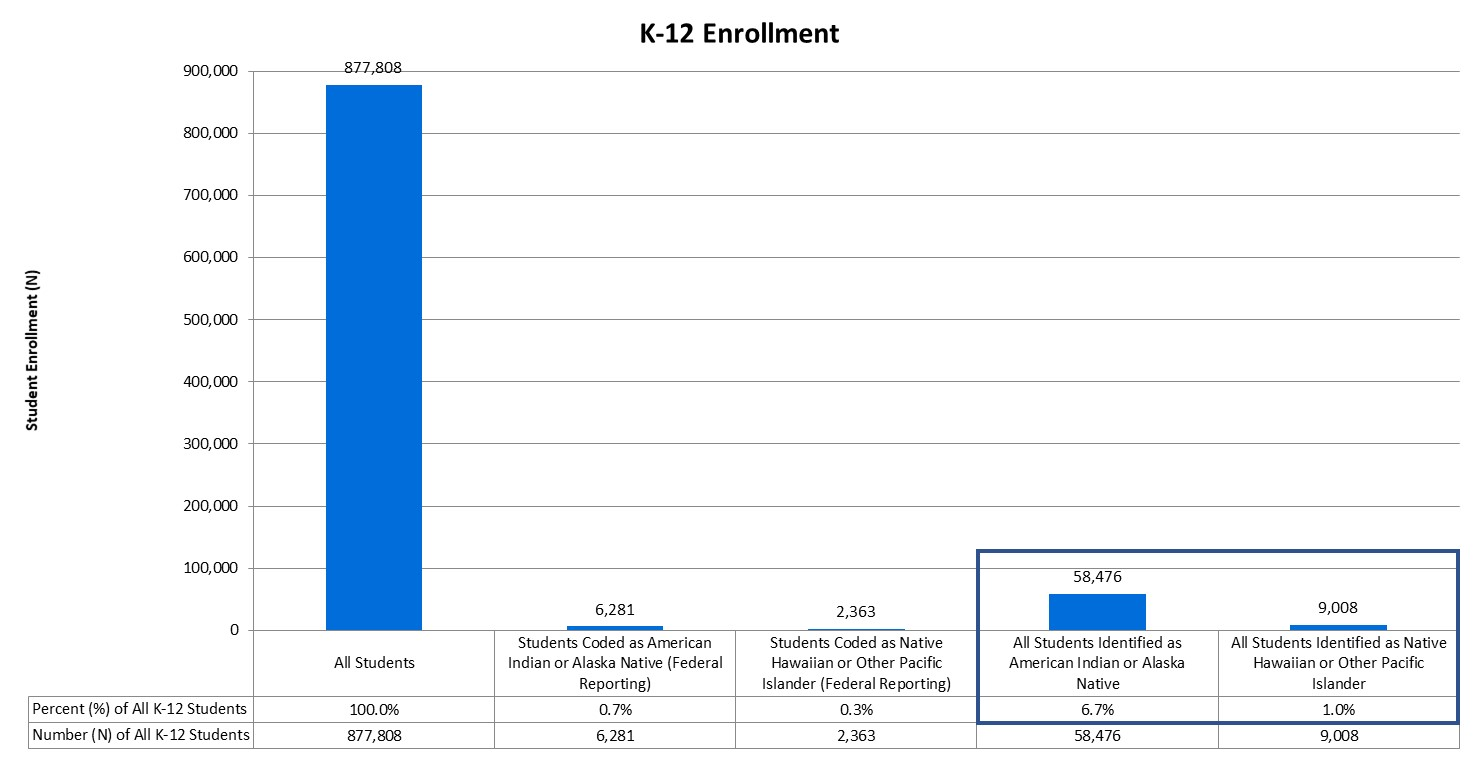 K-12 Enrollment
Student Enrollment (N)
900,000
800,000
700,000
600,000
500,000
400,000
300,000
200,000
100,000
0
877,808
6,281
2,363
58,476
9,008
All Students
Students Coded as American
Indian or Alaska Native (Federal
Reporting)
Students Coded as Native
Hawaiian or Other Pacific
Islander (Federal Reporting)
All Students Identified as
American Indian or Alaska
Native
All Students Identified as Native
Hawaiian or Other Pacific
Islander
Percent (%) of All K-12 Students 100.0% 0.7% 0.3% 6.7% 1.0%
Number (N) of All K-12 Students 877,808 6,281 2,363 58,476 9,008